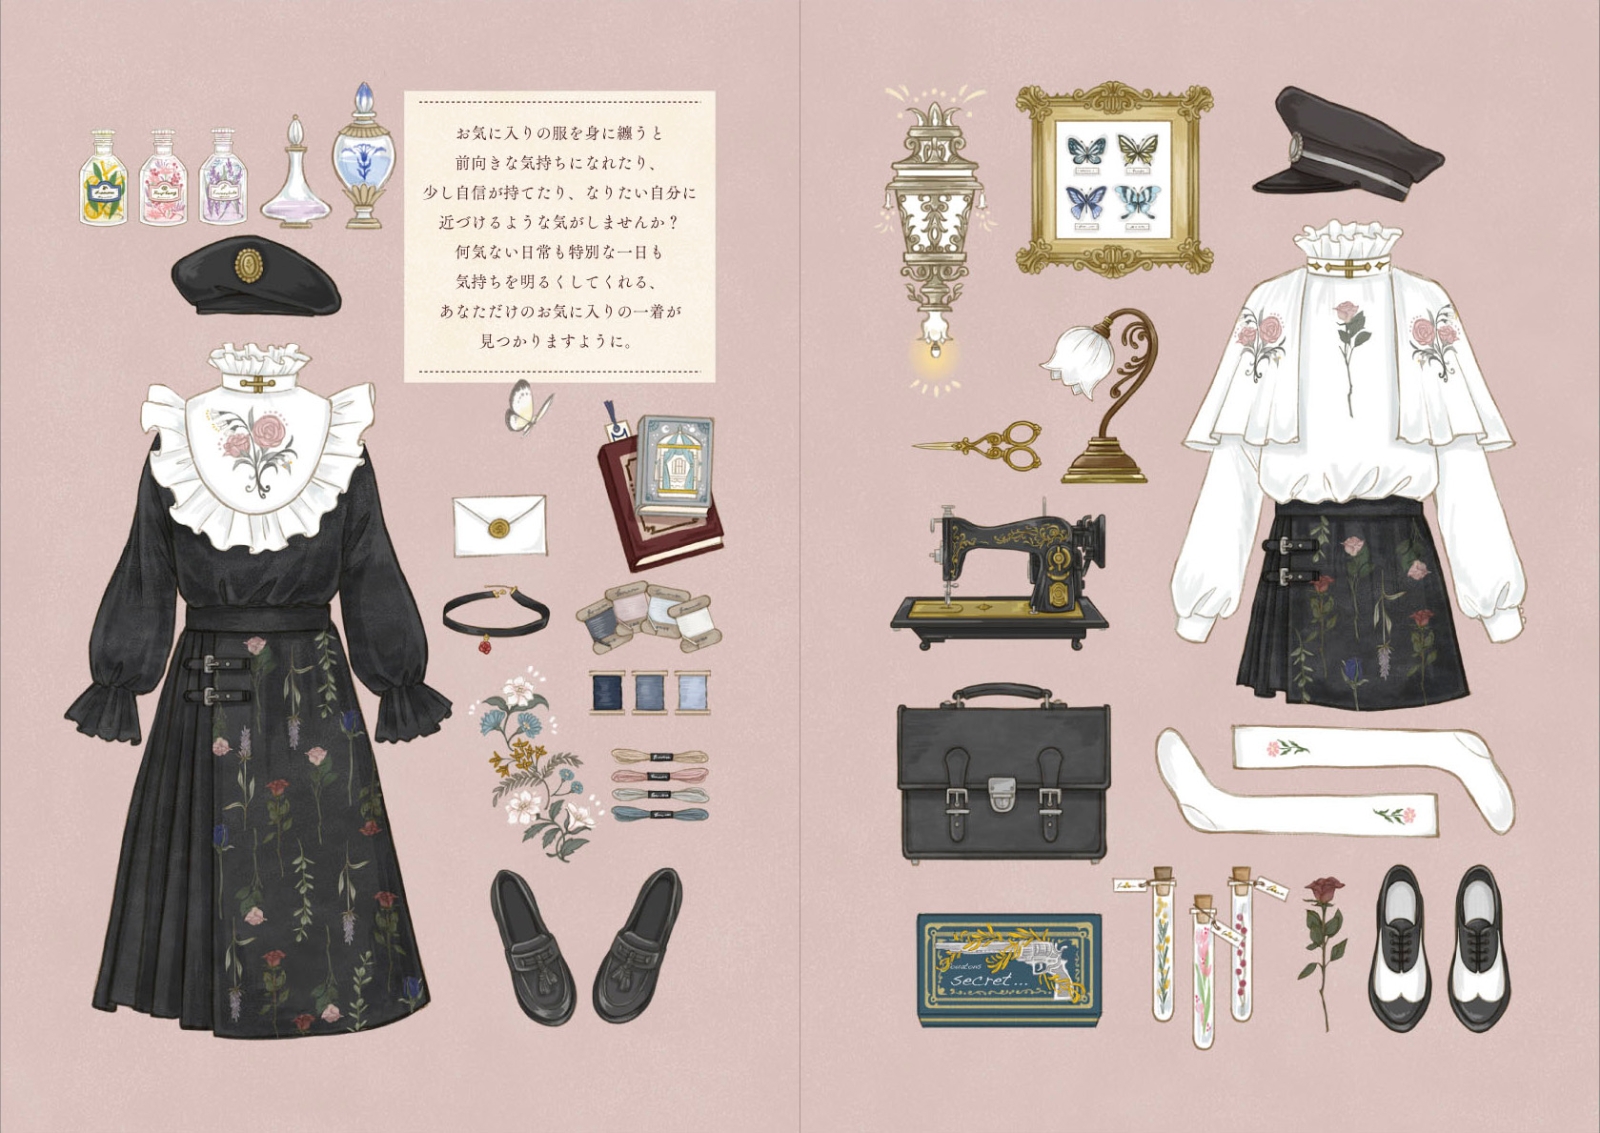 お気に入りの服を身に纏うと
前向きな気持ちになれたり、
少し自信が持てたり、なりたい自分に
近づけるような気がしませんか？
何気ない日常も特別な一日も
気持ちを明るくしてくれる、
あなただけのお気に入りの一着が
見つかりますように。
secret...